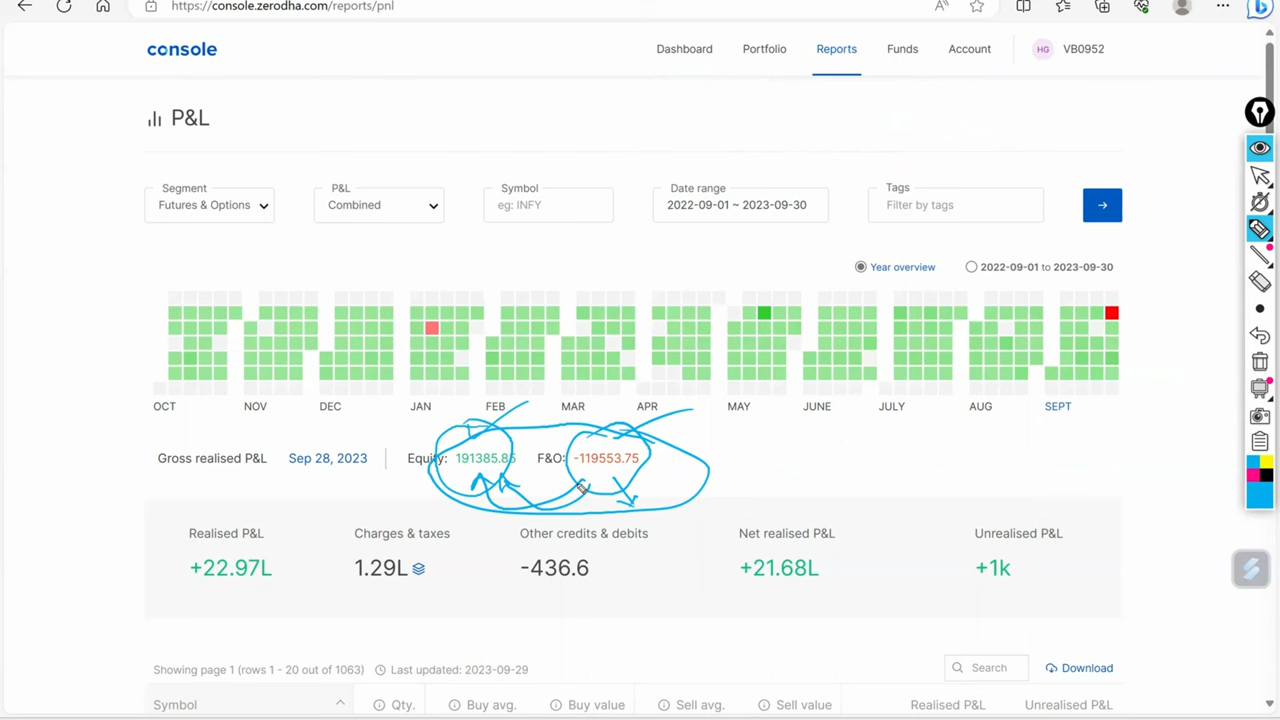 https://console.zerodha.com/reports/pnl
console Dashboard Portfolio Reports Funds Account HG VB0952
P&L
Segment P&L Symbol Date range Tags
Futures & Options Combined eg: INFY 2022-09-01 ~ 2023-09-30 Filter by tags
Year overview 2022-09-01 to 2023-09-30
OCT NOV DEC JAN FEB MAR APR MAY JUNE JULY AUG SEPT
Gross realised P&L Sep 28, 2023 Equity: 191385.85 F&O: -119553.75
Realised P&L Charges & taxes Other credits & debits Net realised P&L Unrealised P&L
+22.97L 1.29L -436.6 +21.68L +1k
Showing page 1 (rows 1 - 20 out of 1063) Last updated: 2023-09-29 Search Download
Symbol Qty. Buy avg. Buy value Sell avg. Sell value Realised P&L Unrealised P&L